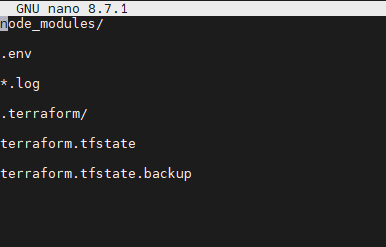 GNU nano 8.7.1
node_modules/
.env
*.log
.terraform/
terraform.tfstate
terraform.tfstate.backup